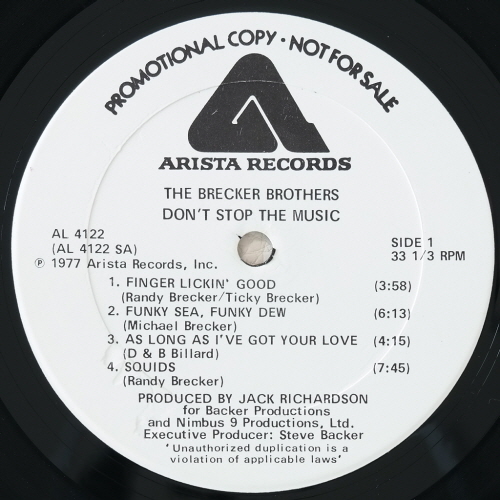 PROMOTIONAL COPY • NOT FOR SALE
ARISTA RECORDS
THE BRECKER BROTHERS
DON'T STOP THE MUSIC
AL 4122
(AL 4122 SA)
℗ 1977 Arista Records, Inc.
SIDE 1
33 1/3 RPM
1. FINGER LICKIN' GOOD (3:58)
(Randy Brecker/Ticky Brecker)
2. FUNKY SEA, FUNKY DEW (6:13)
(Michael Brecker)
3. AS LONG AS I'VE GOT YOUR LOVE (4:15)
(D & B Billard)
4. SQUIDS (7:45)
(Randy Brecker)
PRODUCED BY JACK RICHARDSON
for Backer Productions
and Nimbus 9 Productions, Ltd.
Executive Producer: Steve Backer
'Unauthorized duplication is a
violation of applicable laws'